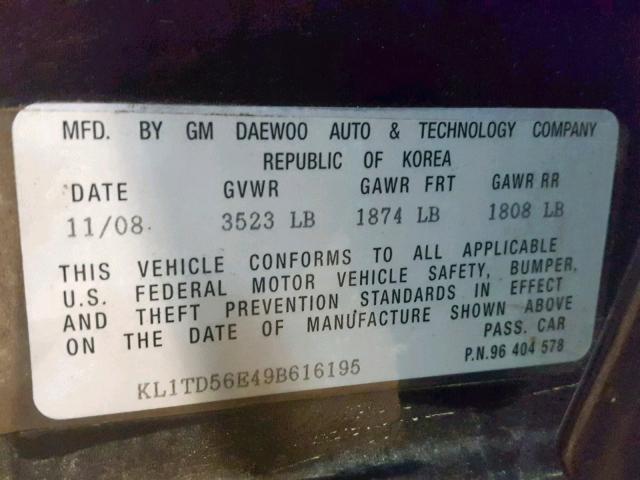 MFD. BY GM DAEWOO AUTO & TECHNOLOGY COMPANY
REPUBLIC OF KOREA
DATE GVWR GAWR FRT GAWR RR
11/08 3523 LB 1874 LB 1808 LB
THIS VEHICLE CONFORMS TO ALL APPLICABLE
U.S. FEDERAL MOTOR VEHICLE SAFETY, BUMPER,
AND THEFT PREVENTION STANDARDS IN EFFECT
ON THE DATE OF MANUFACTURE SHOWN ABOVE
PASS. CAR
P.N.96 404 578
KL1TD56E49B616195